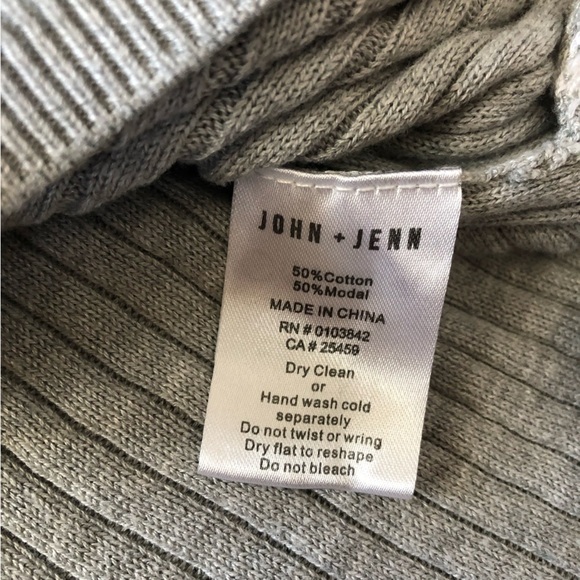 JOHN + JENN
50%Cotton
50%Modal
MADE IN CHINA
RN # 0103842
CA # 25459
Dry Clean
or
Hand wash cold
separately
Do not twist or wring
Dry flat to reshape
Do not bleach